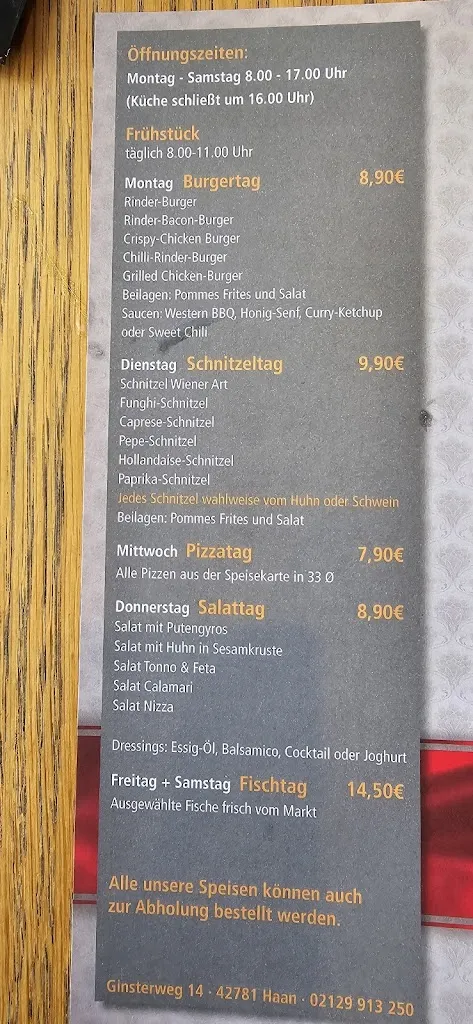 Öffnungszeiten:
Montag - Samstag 8.00 - 17.00 Uhr
(Küche schließt um 16.00 Uhr)
Frühstück
täglich 8.00-11.00 Uhr
Montag Burgertag 8,90€
Rinder-Burger
Rinder-Bacon-Burger
Crispy-Chicken Burger
Chilli-Rinder-Burger
Grilled Chicken-Burger
Beilagen: Pommes Frites und Salat
Saucen: Western BBQ, Honig-Senf, Curry-Ketchup
oder Sweet Chili
Dienstag Schnitzeltag 9,90€
Schnitzel Wiener Art
Funghi-Schnitzel
Caprese-Schnitzel
Pepe-Schnitzel
Hollandaise-Schnitzel
Paprika-Schnitzel
Jedes Schnitzel wahlweise vom Huhn oder Schwein
Beilagen: Pommes Frites und Salat
Mittwoch Pizzatag 7,90€
Alle Pizzen aus der Speisekarte in 33 Ø
Donnerstag Salattag 8,90€
Salat mit Putengyros
Salat mit Huhn in Sesamkruste
Salat Tonno & Feta
Salat Calamari
Salat Nizza
Dressings: Essig-Öl, Balsamico, Cocktail oder Joghurt
Freitag + Samstag Fischtag 14,50€
Ausgewählte Fische frisch vom Markt
Alle unsere Speisen können auch
zur Abholung bestellt werden.
Ginsterweg 14 · 42781 Haan · 02129 913 250